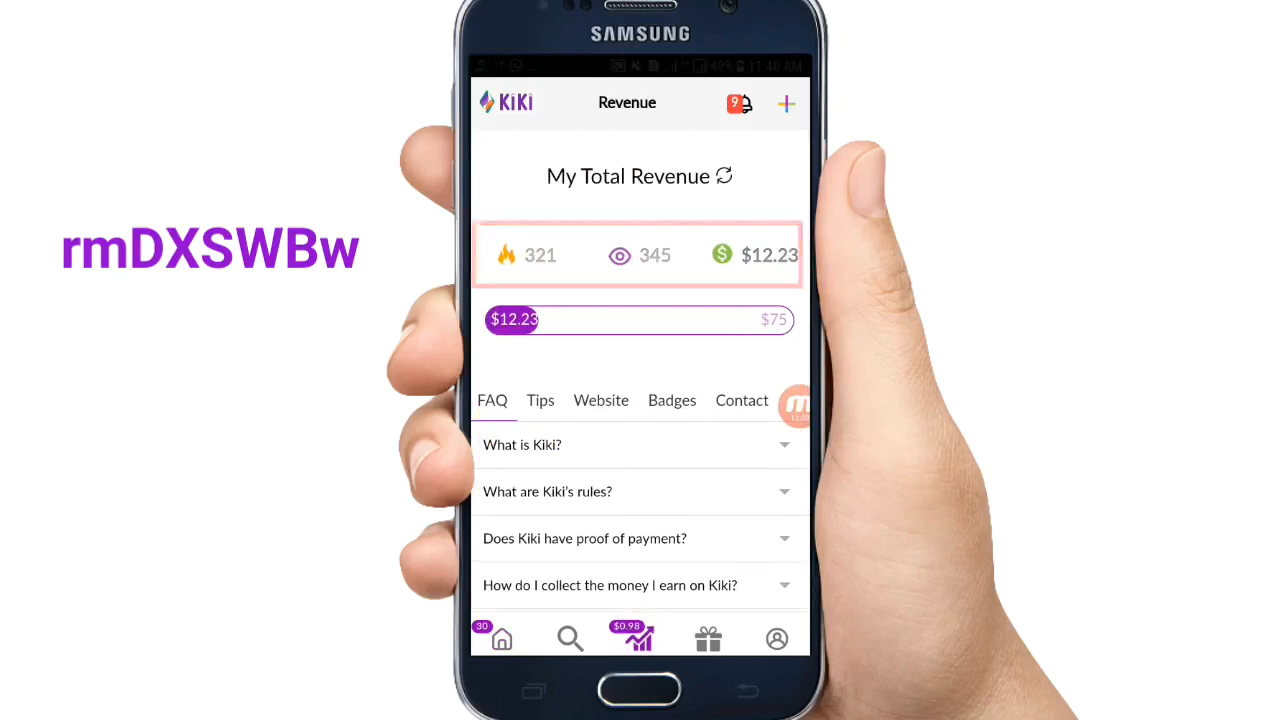 SAMSUNG
KiKi
Revenue
9
My Total Revenue
rmDXSWBw
321
345
$12.23
$12.23
$75
FAQ
Tips
Website
Badges
Contact
What is Kiki?
What are Kiki's rules?
Does Kiki have proof of payment?
How do I collect the money I earn on Kiki?
30
$0.98